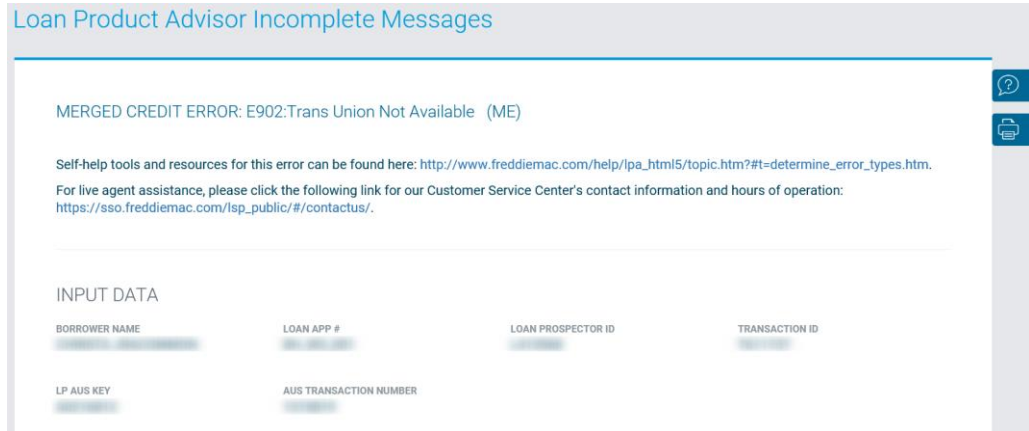 Loan Product Advisor Incomplete Messages
MERGED CREDIT ERROR: E902:Trans Union Not Available (ME)
Self-help tools and resources for this error can be found here: http://www.freddiemac.com/help/lpa_html5/topic.htm?#t=determine_error_types.htm.
For live agent assistance, please click the following link for our Customer Service Center's contact information and hours of operation:
https://sso.freddiemac.com/lsp_public/#/contactus/.
INPUT DATA
BORROWER NAME LOAN APP # LOAN PROSPECTOR ID TRANSACTION ID
LP AUS KEY AUS TRANSACTION NUMBER